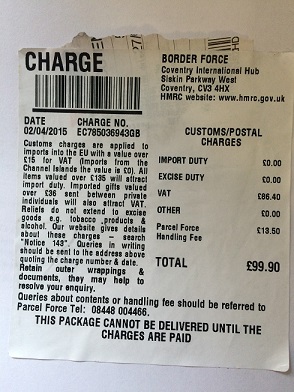 CHARGE
BORDER FORCE
Coventry International Hub
Siskin Parkway West
Coventry, CV3 4HX
HMRC website: www.hmrc.gov.uk
DATE CHARGE NO.
02/04/2015 EC785036943GB
Customs charges are applied to
imports into the EU with a value over
£15 for VAT (Imports from the
Channel Islands the value is £0). All
items valued over £135 will attract
import duty. Imported gifts valued
over £36 sent between private
individuals will also attract VAT.
Reliefs do not extend to excise
goods e.g. tobacco products &
alcohol. Our website gives details
about these charges - search
"Notice 143". Queries in writing
should be sent to the address above
quoting the charge number & date.
Retain outer wrappings &
documents, they may help to
resolve your enquiry.
CUSTOMS/POSTAL
CHARGES
IMPORT DUTY £0.00
EXCISE DUTY £0.00
VAT £86.40
OTHER £0.00
Parcel Force
Handling Fee £13.50
TOTAL £99.90
Queries about contents or handling fee should be referred to
Parcel Force Tel: 08448 004466.
THIS PACKAGE CANNOT BE DELIVERED UNTIL THE
CHARGES ARE PAID